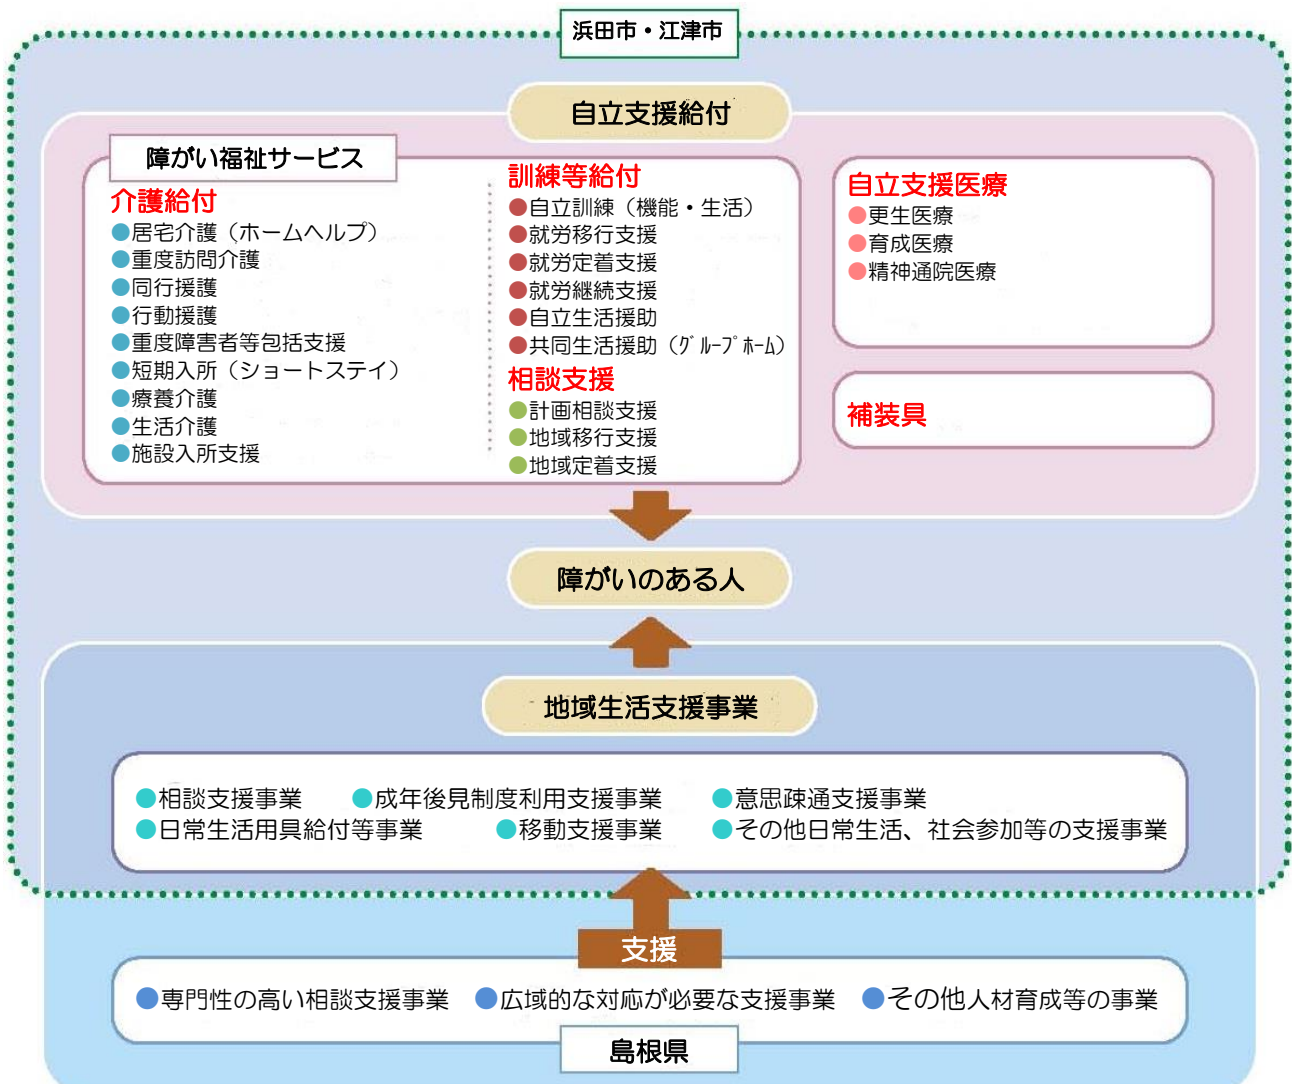 浜田市・江津市
自立支援給付
障がい福祉サービス
介護給付
●居宅介護（ホームヘルプ）
●重度訪問介護
●同行援護
●行動援護
●重度障害者等包括支援
●短期入所（ショートステイ）
●療養介護
●生活介護
●施設入所支援
訓練等給付
●自立訓練（機能・生活）
●就労移行支援
●就労定着支援
●就労継続支援
●自立生活援助
●共同生活援助（ｸﾞﾙｰﾌﾟﾎｰﾑ）
相談支援
●計画相談支援
●地域移行支援
●地域定着支援
自立支援医療
●更生医療
●育成医療
●精神通院医療
補装具
障がいのある人
地域生活支援事業
●相談支援事業 ●成年後見制度利用支援事業 ●意思疎通支援事業
●日常生活用具給付等事業 ●移動支援事業 ●その他日常生活、社会参加等の支援事業
支援
●専門性の高い相談支援事業 ●広域的な対応が必要な支援事業 ●その他人材育成等の事業
島根県